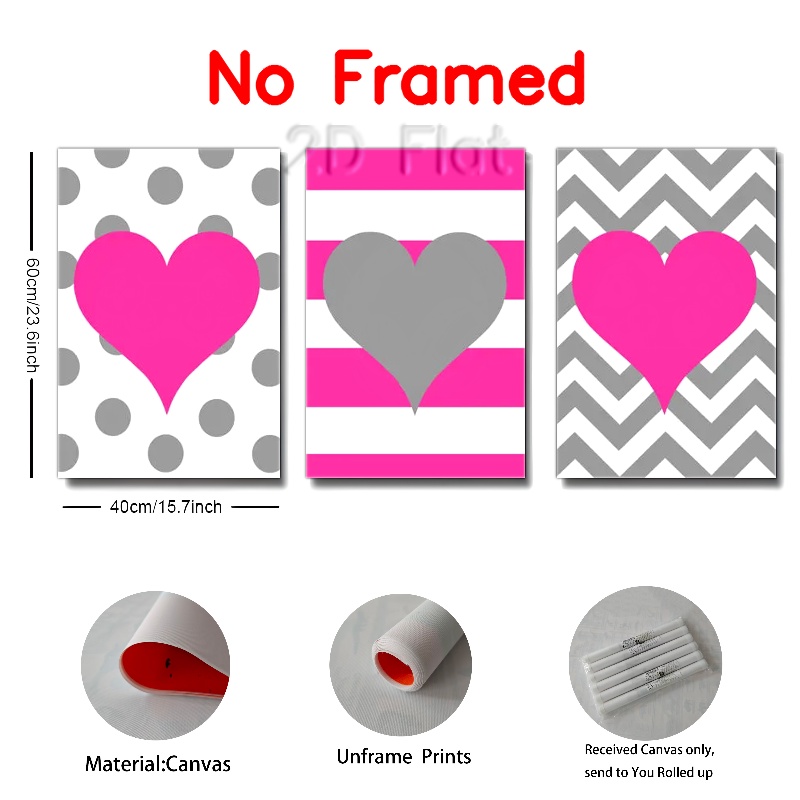 No Framed
2D Flat
60cm/23.6inch
40cm/15.7inch
Material:Canvas
Unframe Prints
Received Canvas only,
send to You Rolled up